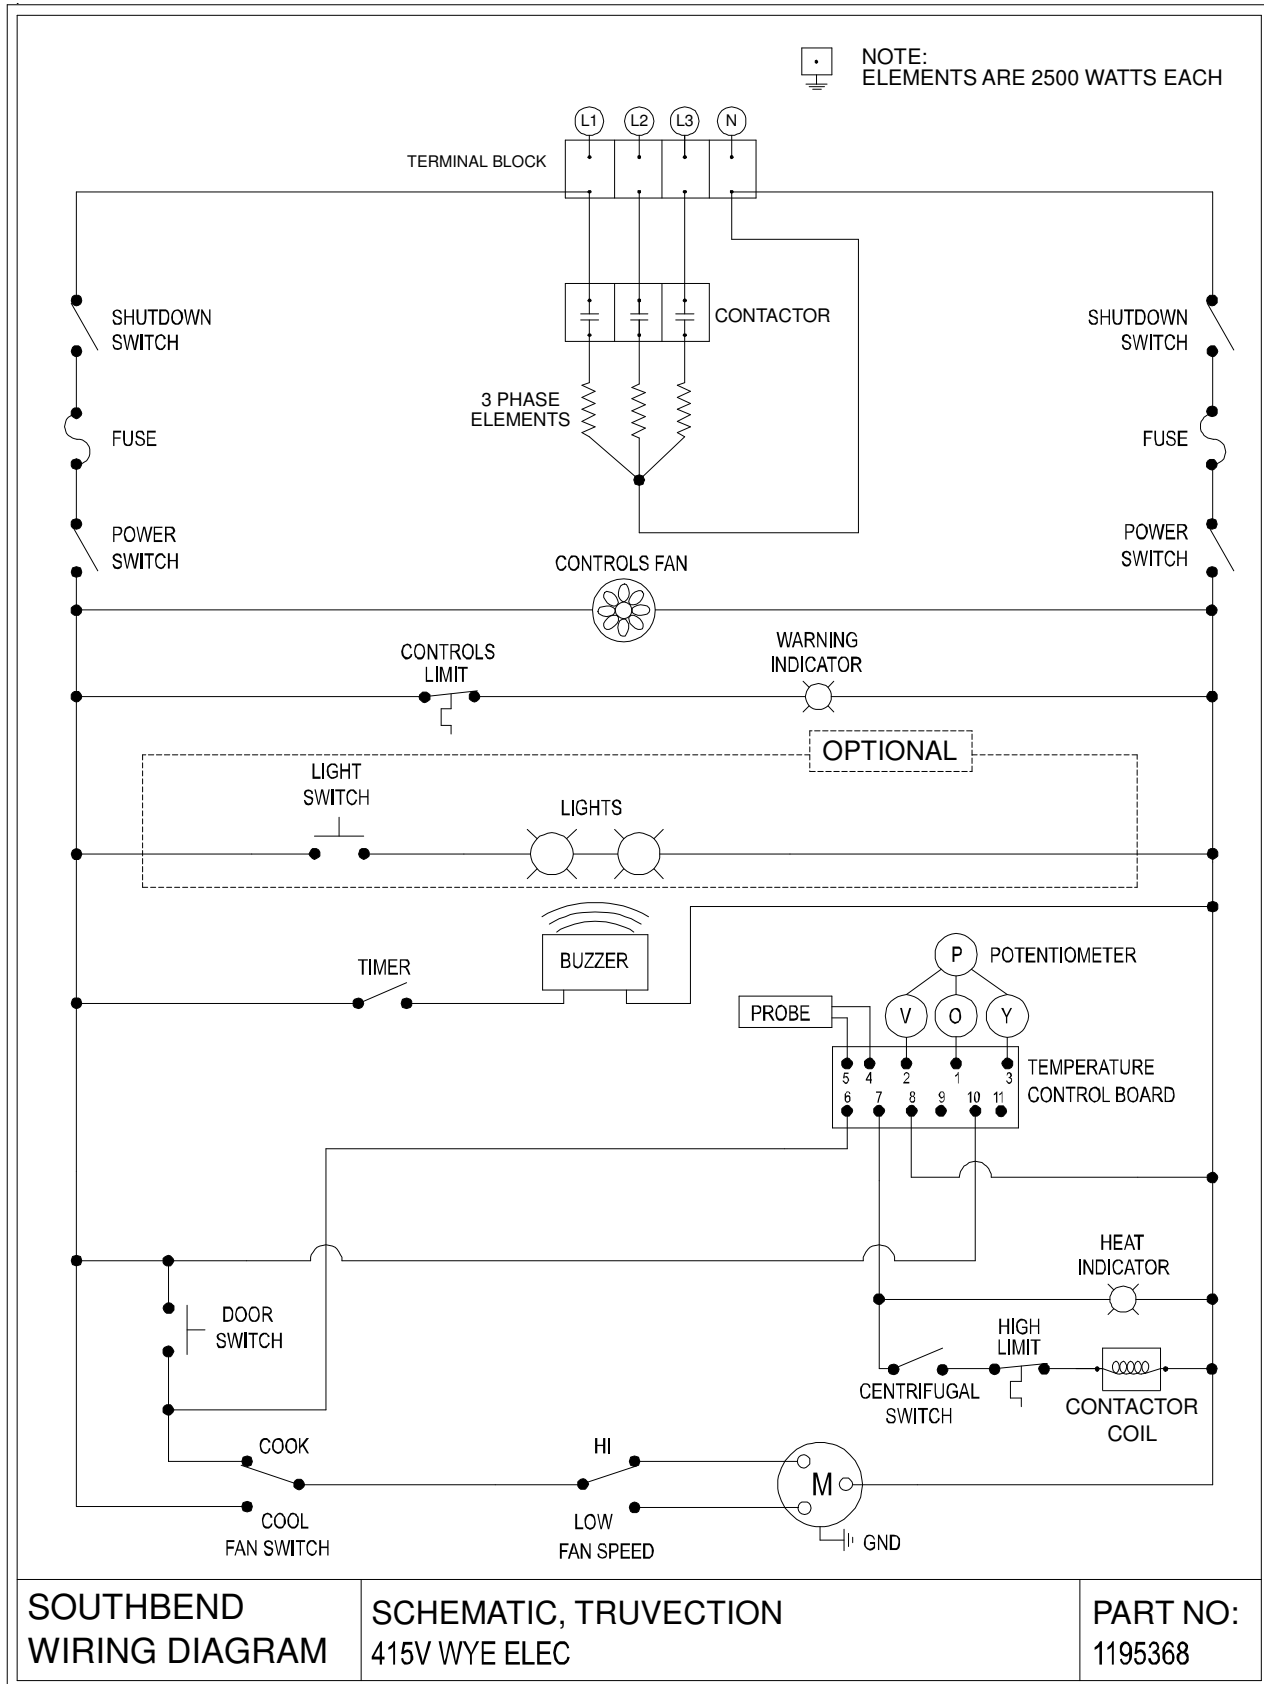 NOTE:
ELEMENTS ARE 2500 WATTS EACH
L1 L2 L3 N
TERMINAL BLOCK
SHUTDOWN
SWITCH
CONTACTOR
SHUTDOWN
SWITCH
3 PHASE
ELEMENTS
FUSE
FUSE
POWER
SWITCH
POWER
SWITCH
CONTROLS FAN
CONTROLS
LIMIT
WARNING
INDICATOR
OPTIONAL
LIGHT
SWITCH
LIGHTS
TIMER
BUZZER
P
POTENTIOMETER
PROBE
V O Y
5 4 2 1 3
6 7 8 9 10 11
TEMPERATURE
CONTROL BOARD
HEAT
INDICATOR
DOOR
SWITCH
HIGH
LIMIT
CENTRIFUGAL
SWITCH
CONTACTOR
COIL
COOK
HI
M
COOL
FAN SWITCH
LOW
FAN SPEED
GND
SOUTHBEND
WIRING DIAGRAM
SCHEMATIC, TRUVECTION
415V WYE ELEC
PART NO:
1195368